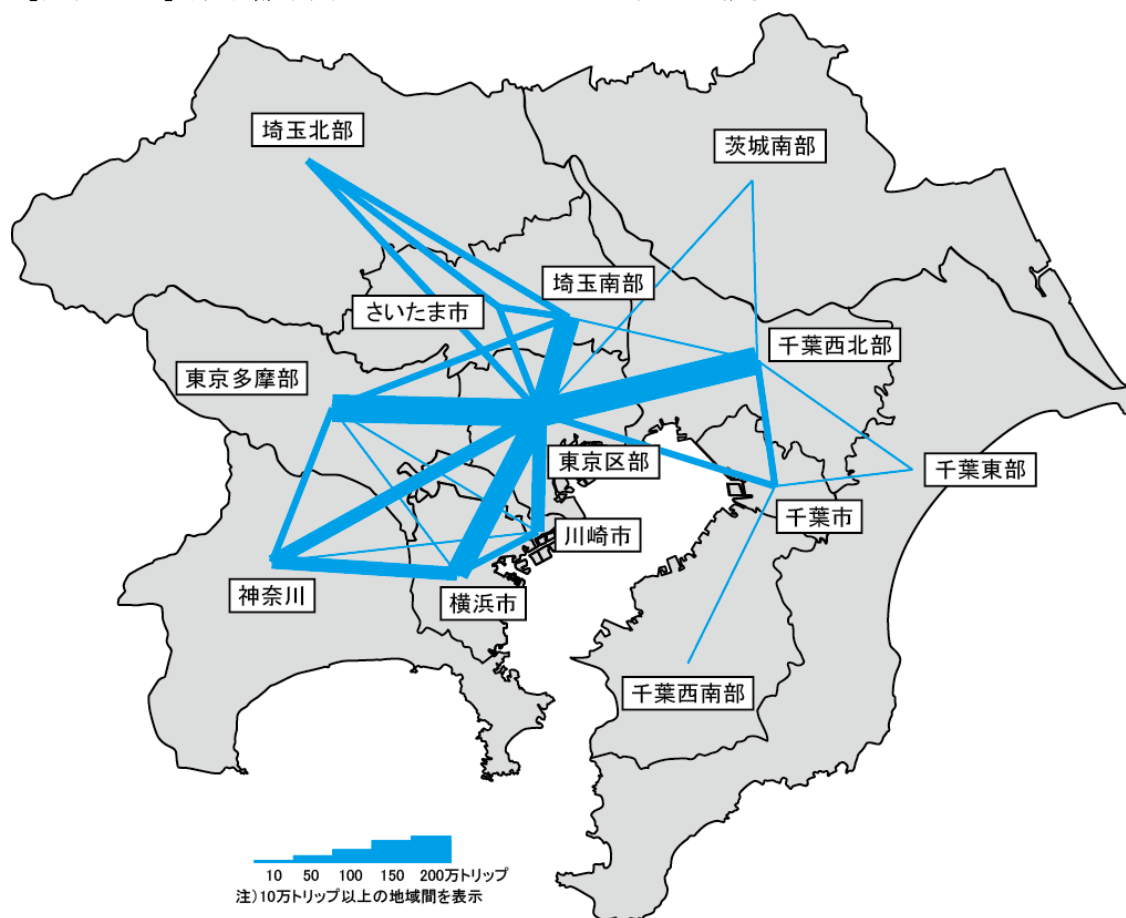 埼玉北部
茨城南部
埼玉南部
さいたま市
千葉西北部
東京多摩部
東京区部
千葉東部
千葉市
川崎市
神奈川
横浜市
千葉西南部
10 50 100 150 200万トリップ
注)10万トリップ以上の地域間を表示